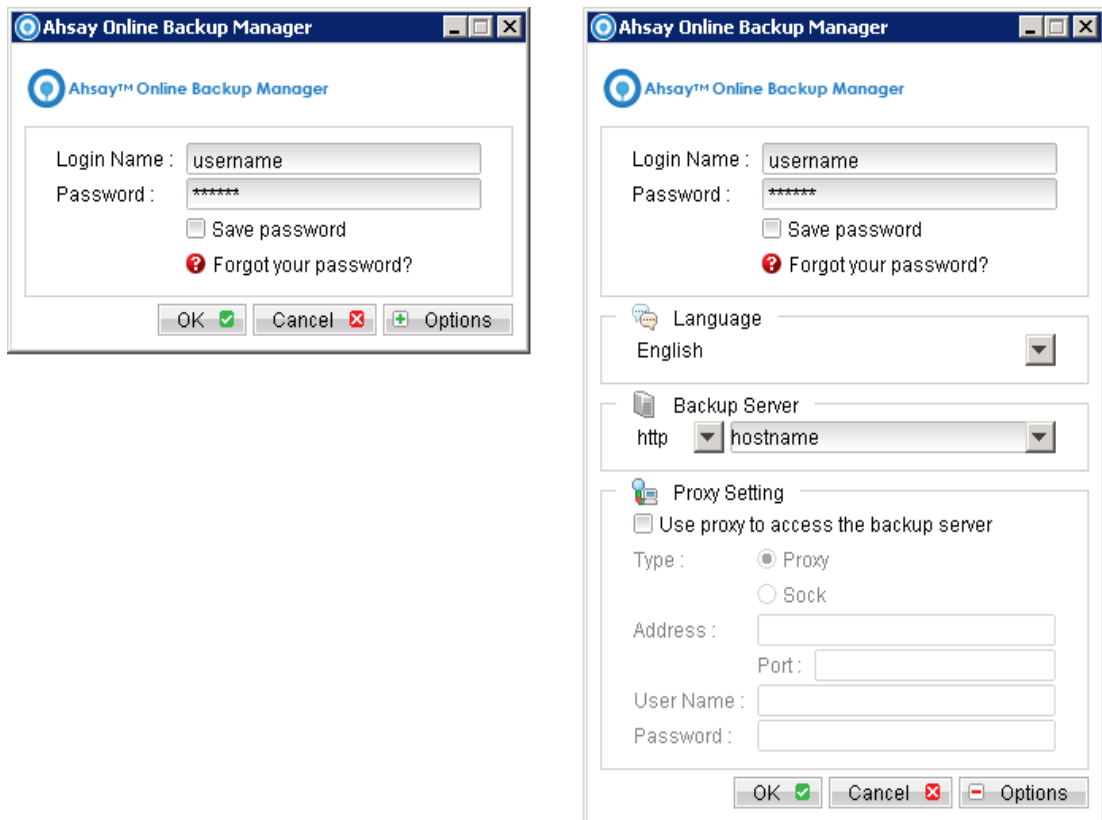 Ahsay Online Backup Manager
Ahsay™ Online Backup Manager
Login Name : username
Password : ******
Save password
Forgot your password?
OK Cancel Options
Ahsay Online Backup Manager
Ahsay™ Online Backup Manager
Login Name : username
Password : ******
Save password
Forgot your password?
Language
English
Backup Server
http hostname
Proxy Setting
Use proxy to access the backup server
Type : Proxy
Sock
Address :
Port :
User Name :
Password :
OK Cancel Options